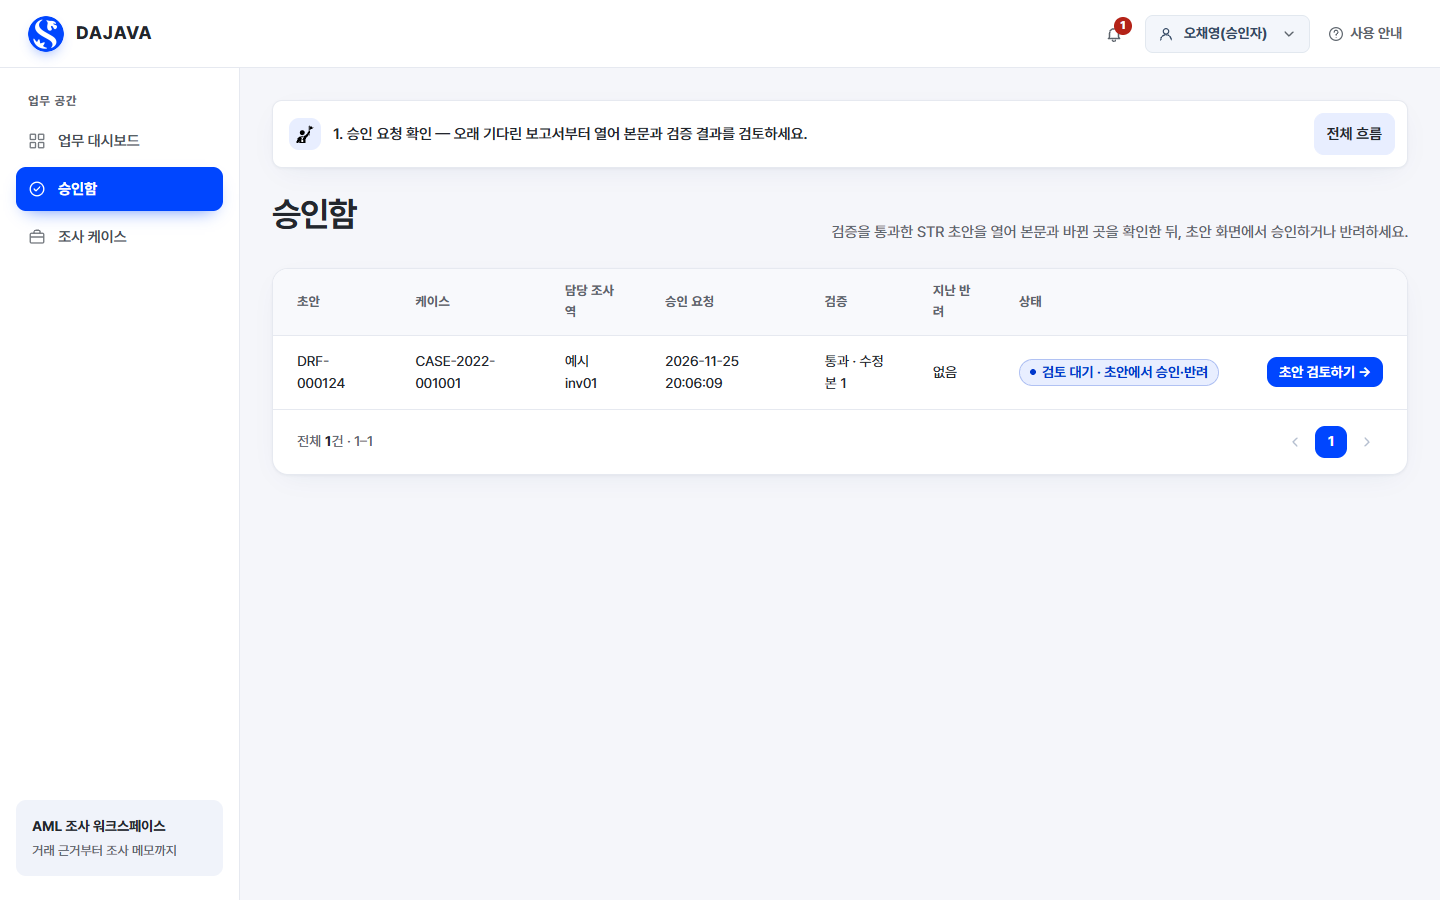 DAJAVA
1
오채영(승인자)
사용 안내
업무 공간
업무 대시보드
승인함
조사 케이스
1. 승인 요청 확인 — 오래 기다린 보고서부터 열어 본문과 검증 결과를 검토하세요.
전체 흐름
승인함
검증을 통과한 STR 초안을 열어 본문과 바뀐 곳을 확인한 뒤, 초안 화면에서 승인하거나 반려하세요.
초안
케이스
담당 조사
역
승인 요청
검증
지난 반
려
상태
DRF-
000124
CASE-2022-
001001
예시
inv01
2026-11-25
20:06:09
통과 · 수정
본 1
없음
검토 대기 · 초안에서 승인·반려
초안 검토하기 →
전체 1건 · 1–1
1
AML 조사 워크스페이스
거래 근거부터 조사 메모까지